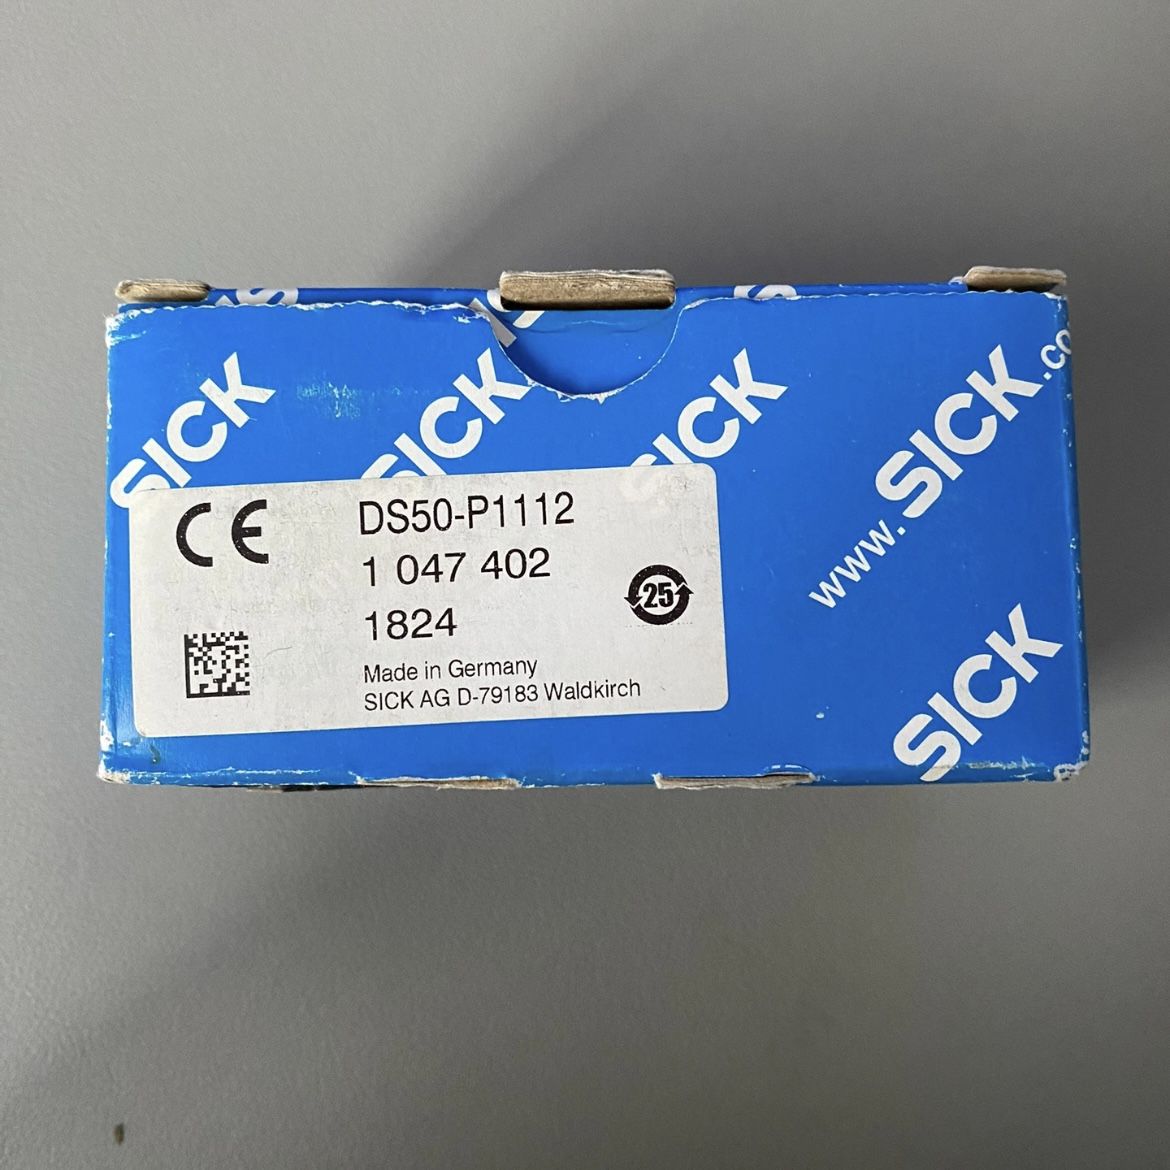 SICK
SICK
SICK
www.SICK.co
DS50-P1112
1 047 402
1824
25
Made in Germany
SICK AG D-79183 Waldkirch
SICK